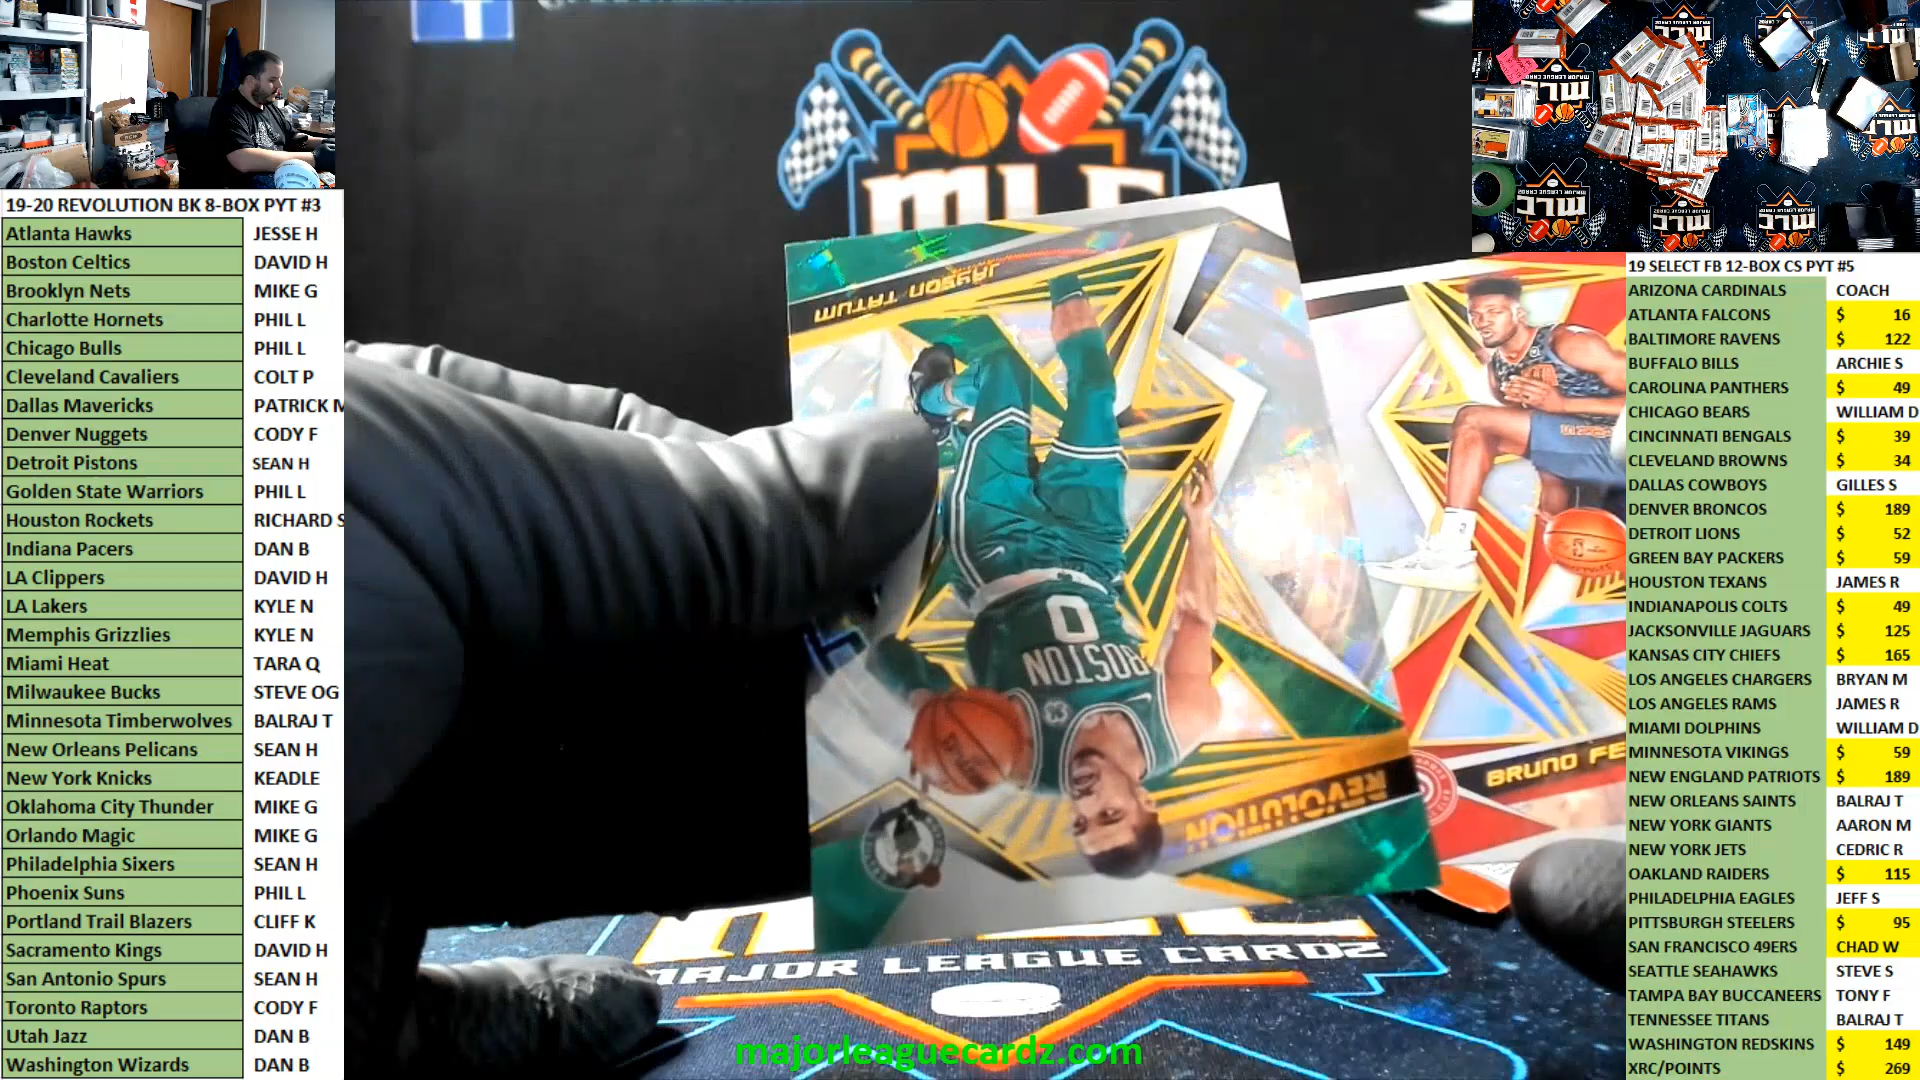 19-20 REVOLUTION BK 8-BOX PYT #3
Atlanta Hawks JESSE H
Boston Celtics DAVID H
Brooklyn Nets MIKE G
Charlotte Hornets PHIL L
Chicago Bulls PHIL L
Cleveland Cavaliers COLT P
Dallas Mavericks PATRICK M
Denver Nuggets CODY F
Detroit Pistons SEAN H
Golden State Warriors PHIL L
Houston Rockets RICHARD S
Indiana Pacers DAN B
LA Clippers DAVID H
LA Lakers KYLE N
Memphis Grizzlies KYLE N
Miami Heat TARA Q
Milwaukee Bucks STEVE OG
Minnesota Timberwolves BALRAJ T
New Orleans Pelicans SEAN H
New York Knicks KEADLE
Oklahoma City Thunder MIKE G
Orlando Magic MIKE G
Philadelphia Sixers SEAN H
Phoenix Suns PHIL L
Portland Trail Blazers CLIFF K
Sacramento Kings DAVID H
San Antonio Spurs SEAN H
Toronto Raptors CODY F
Utah Jazz DAN B
Washington Wizards DAN B
MLC
JAYSON TATUM
0
BOSTON
REVOLUTION
BRUNO FE
MAJOR LEAGUE CARDZ
majorleaguecardz.com
MLC
MLC
MLC
MLC
19 SELECT FB 12-BOX CS PYT #5
ARIZONA CARDINALS COACH
ATLANTA FALCONS $ 16
BALTIMORE RAVENS $ 122
BUFFALO BILLS ARCHIE S
CAROLINA PANTHERS $ 49
CHICAGO BEARS WILLIAM D
CINCINNATI BENGALS $ 39
CLEVELAND BROWNS $ 34
DALLAS COWBOYS GILLES S
DENVER BRONCOS $ 189
DETROIT LIONS $ 52
GREEN BAY PACKERS $ 59
HOUSTON TEXANS JAMES R
INDIANAPOLIS COLTS $ 49
JACKSONVILLE JAGUARS $ 125
KANSAS CITY CHIEFS $ 165
LOS ANGELES CHARGERS BRYAN M
LOS ANGELES RAMS JAMES R
MIAMI DOLPHINS WILLIAM D
MINNESOTA VIKINGS $ 59
NEW ENGLAND PATRIOTS $ 189
NEW ORLEANS SAINTS BALRAJ T
NEW YORK GIANTS AARON M
NEW YORK JETS CEDRIC R
OAKLAND RAIDERS $ 115
PHILADELPHIA EAGLES JEFF S
PITTSBURGH STEELERS $ 95
SAN FRANCISCO 49ERS CHAD W
SEATTLE SEAHAWKS STEVE S
TAMPA BAY BUCCANEERS TONY F
TENNESSEE TITANS BALRAJ T
WASHINGTON REDSKINS $ 149
XRC/POINTS $ 269